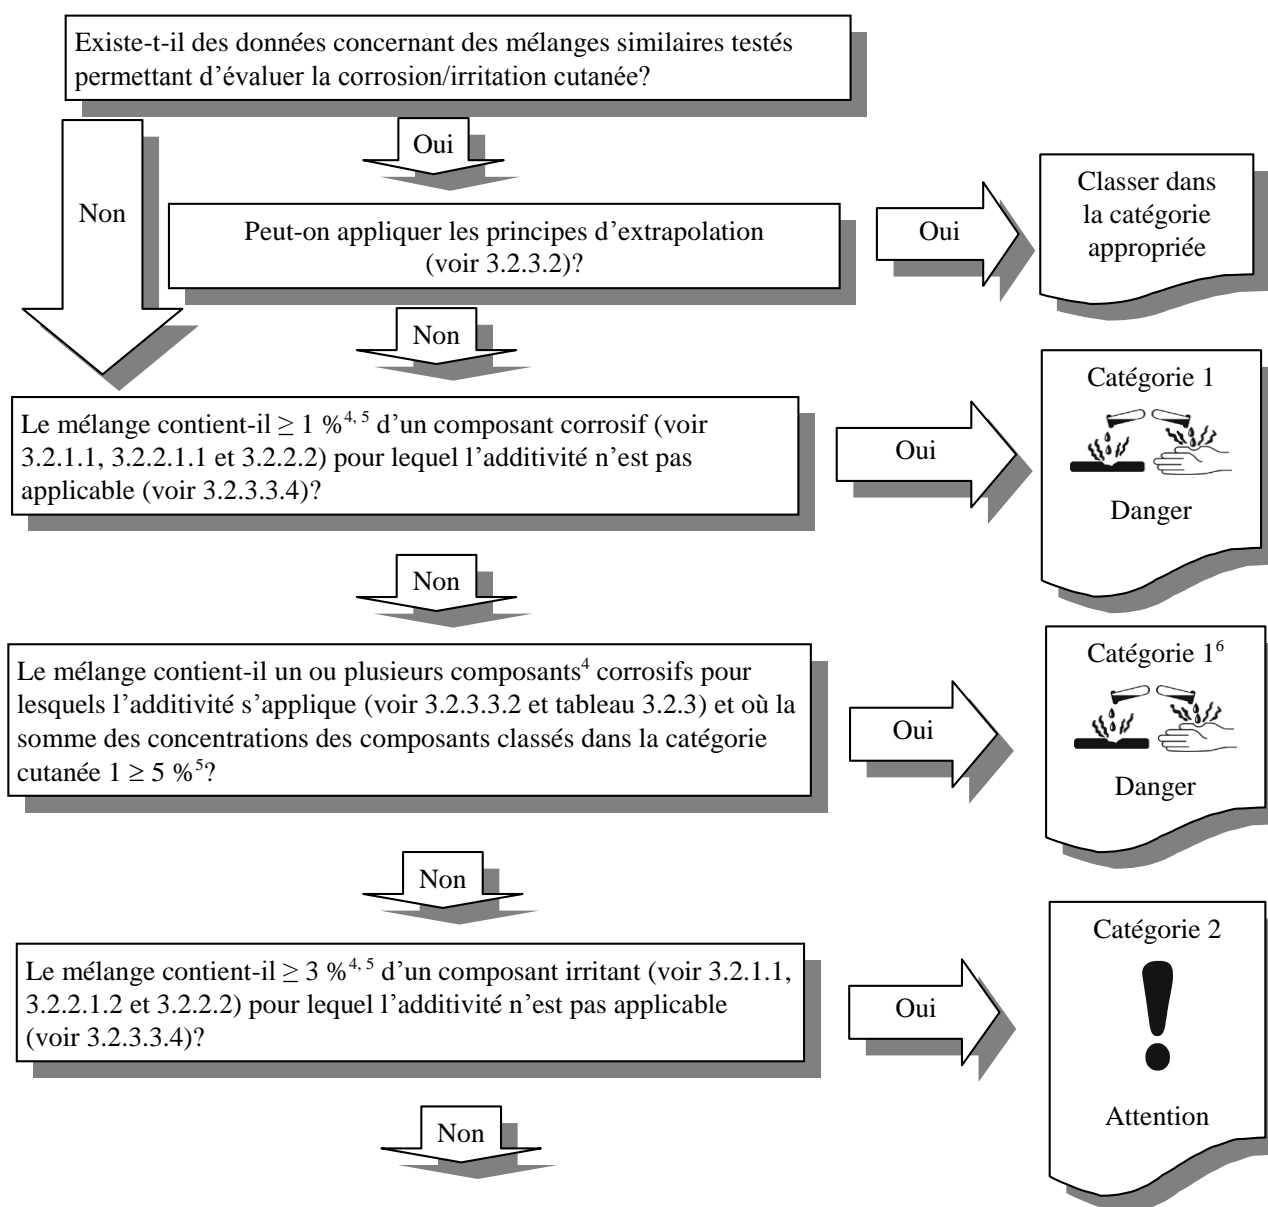 Existe-t-il des données concernant des mélanges similaires testés
permettant d’évaluer la corrosion/irritation cutanée?
Oui
Non
Peut-on appliquer les principes d’extrapolation
(voir 3.2.3.2)?
Oui
Classer dans
la catégorie
appropriée
Non
Le mélange contient-il ≥ 1 %⁴, ⁵ d’un composant corrosif (voir
3.2.1.1, 3.2.2.1.1 et 3.2.2.2) pour lequel l’additivité n’est pas
applicable (voir 3.2.3.3.4)?
Oui
Catégorie 1
Danger
Non
Le mélange contient-il un ou plusieurs composants⁴ corrosifs pour
lesquels l’additivité s’applique (voir 3.2.3.3.2 et tableau 3.2.3) et où la
somme des concentrations des composants classés dans la catégorie
cutanée 1 ≥ 5 %⁵?
Oui
Catégorie 1⁶
Danger
Non
Le mélange contient-il ≥ 3 %⁴, ⁵ d’un composant irritant (voir 3.2.1.1,
3.2.2.1.2 et 3.2.2.2) pour lequel l’additivité n’est pas applicable
(voir 3.2.3.3.4)?
Oui
Catégorie 2
Attention
Non